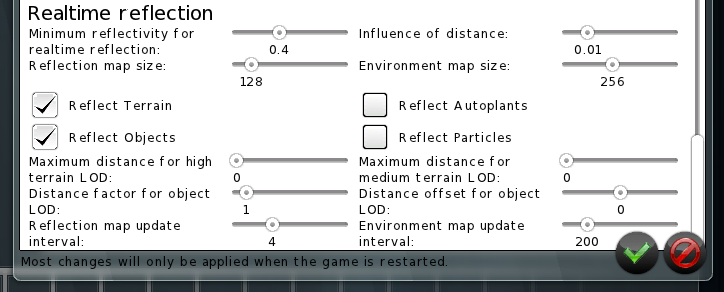 Realtime reflection
Minimum reflectivity for
realtime reflection:
0.4
Influence of distance:
0.01
Reflection map size:
128
Environment map size:
256
Reflect Terrain
Reflect Autoplants
Reflect Objects
Reflect Particles
Maximum distance for high
terrain LOD:
0
Maximum distance for
medium terrain LOD:
0
Distance factor for object
LOD:
1
Distance offset for object
LOD:
0
Reflection map update
interval:
4
Environment map update
interval:
200
Most changes will only be applied when the game is restarted.